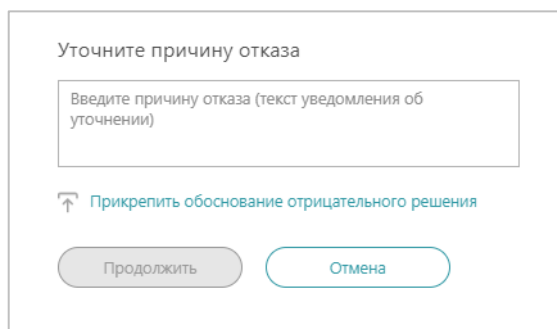 Уточните причину отказа
Введите причину отказа (текст уведомления об
уточнении)
Прикрепить обоснование отрицательного решения
Продолжить
Отмена